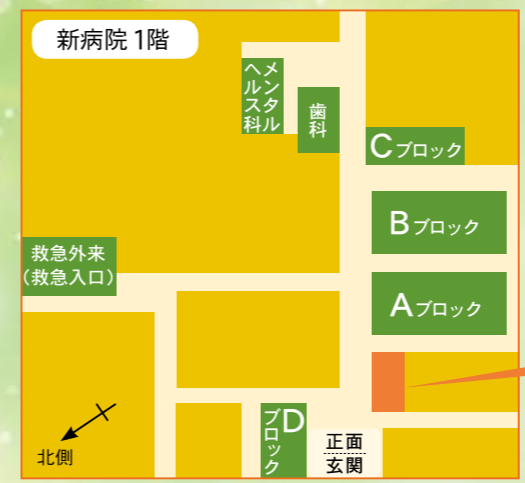 新病院 1階
メンタル
ヘルス科
歯科
Cブロック
Bブロック
救急外来
(救急入口)
Aブロック
Dブロック
正面
玄関
北側